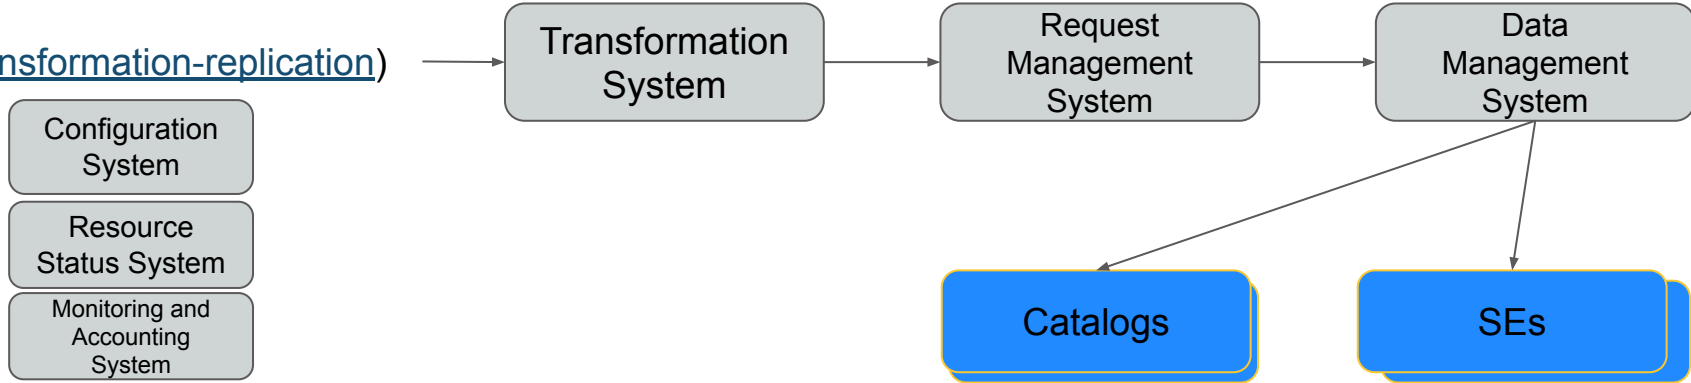 nsformation-replication)
Transformation
System
Request
Management
System
Data
Management
System
Configuration
System
Resource
Status System
Monitoring and
Accounting
System
Catalogs
SEs